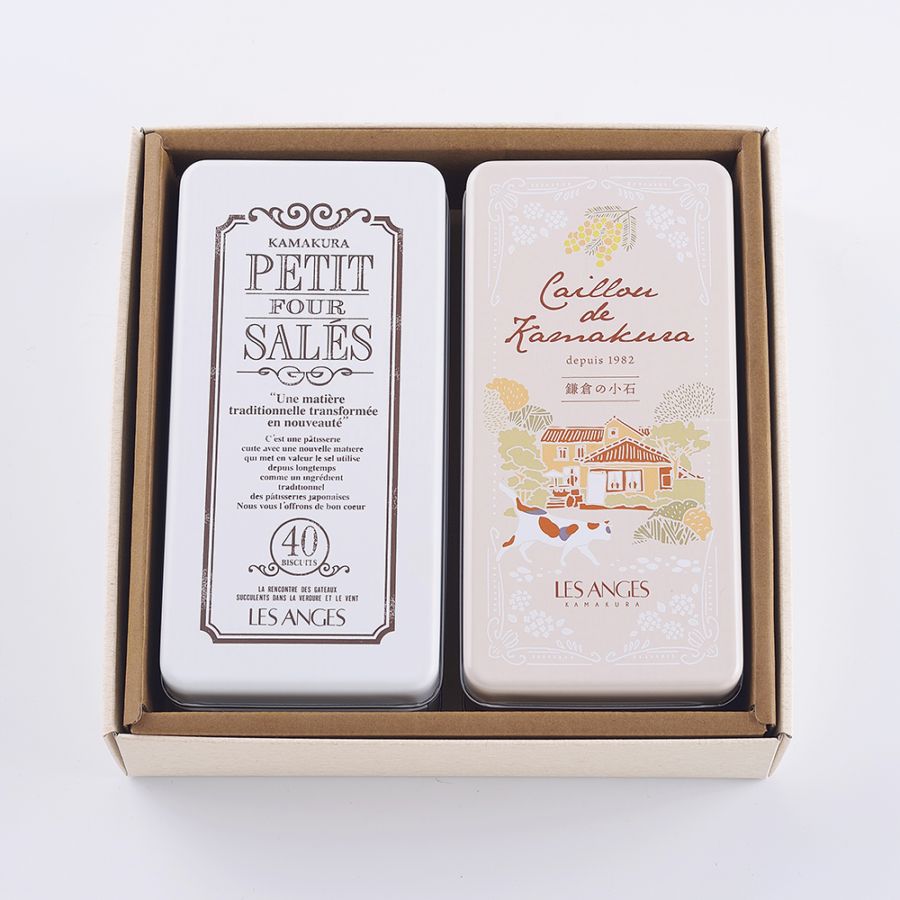 KAMAKURA
PETIT
FOUR
SALÉS
"Une matière
traditionnelle transformée
en nouveauté"
C'est une pâtisserie
cuite avec une nouvelle matière
qui met en valeur le sel utilise
depuis longtemps
comme un ingrédient
traditionnel
des pâtisseries japonaises
Nous vous l'offrons de bon coeur
40
BISCUITS
LA RENCONTRE DES GATEAUX
SUCCULENTS DANS LA VERDURE ET LE VENT
LES ANGES
Caillou
de
Kamakura
depuis 1982
鎌倉の小石
LES ANGES
KAMAKURA